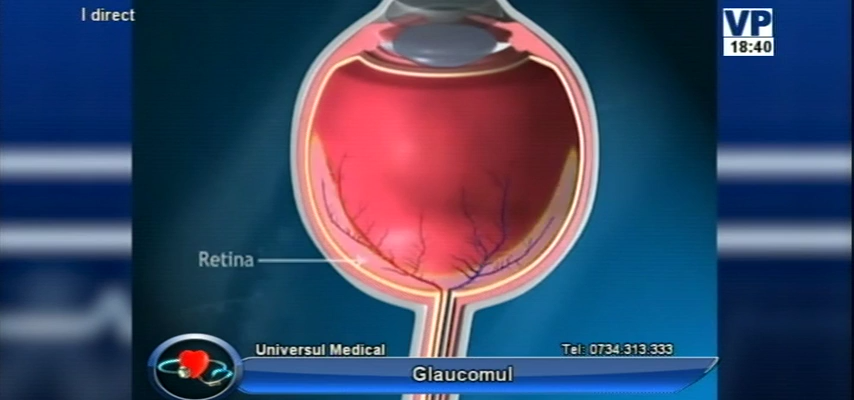 I direct
VP
18:40
Retina
Universul Medical
Tel: 0734.313.333
Glaucomul